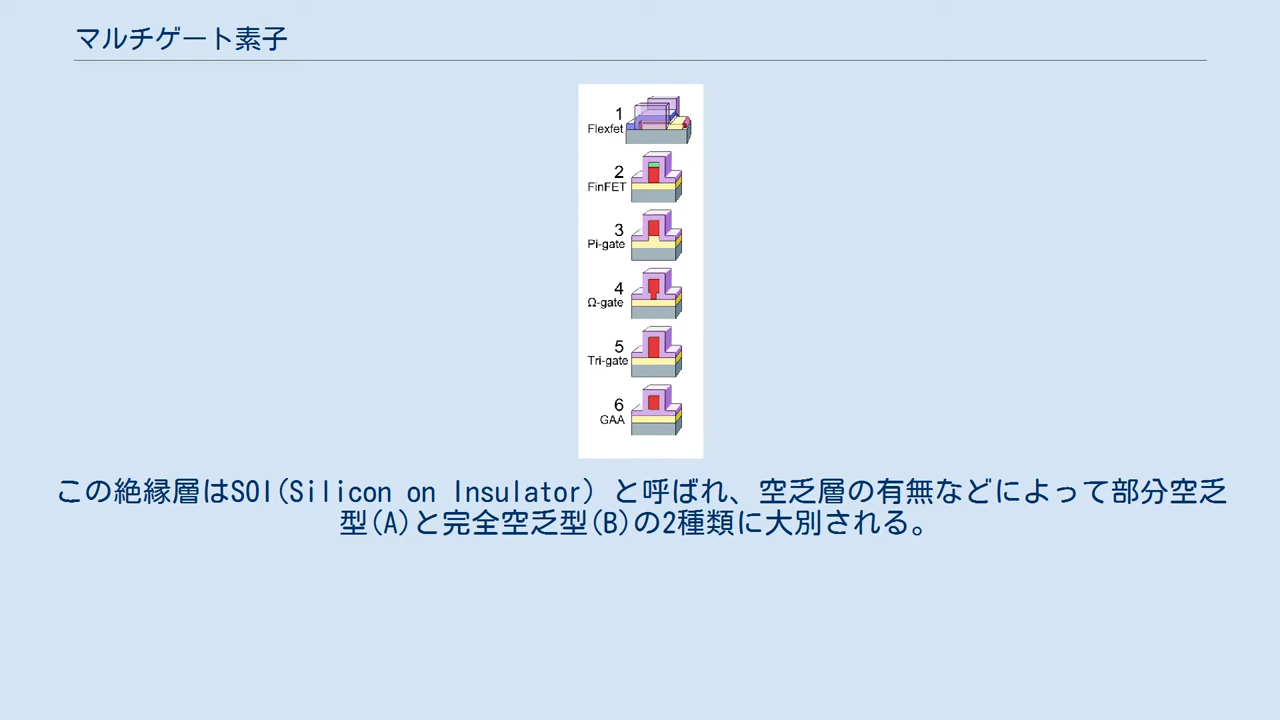 マルチゲート素子
1
Flexfet
2
FinFET
3
Pi-gate
4
Ω-gate
5
Tri-gate
6
GAA
この絶縁層はSOI(Silicon on Insulator) と呼ばれ、空乏層の有無などによって部分空乏
型(A)と完全空乏型(B)の2種類に大別される。